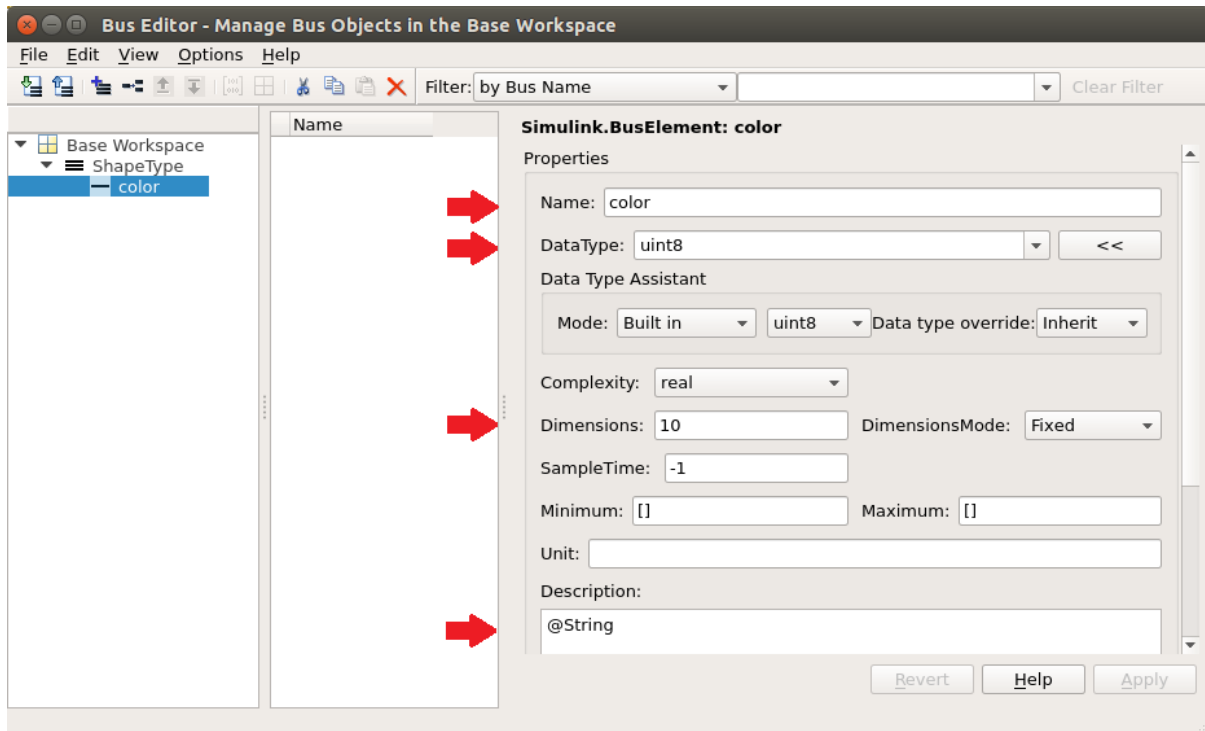 Bus Editor - Manage Bus Objects in the Base Workspace
File Edit View Options Help
Filter: by Bus Name Clear Filter
Name
Base Workspace
ShapeType
color
Simulink.BusElement: color
Properties
Name: color
DataType: uint8 <<
Data Type Assistant
Mode: Built in uint8 Data type override: Inherit
Complexity: real
Dimensions: 10 DimensionsMode: Fixed
SampleTime: -1
Minimum: [] Maximum: []
Unit:
Description:
@String
Revert Help Apply